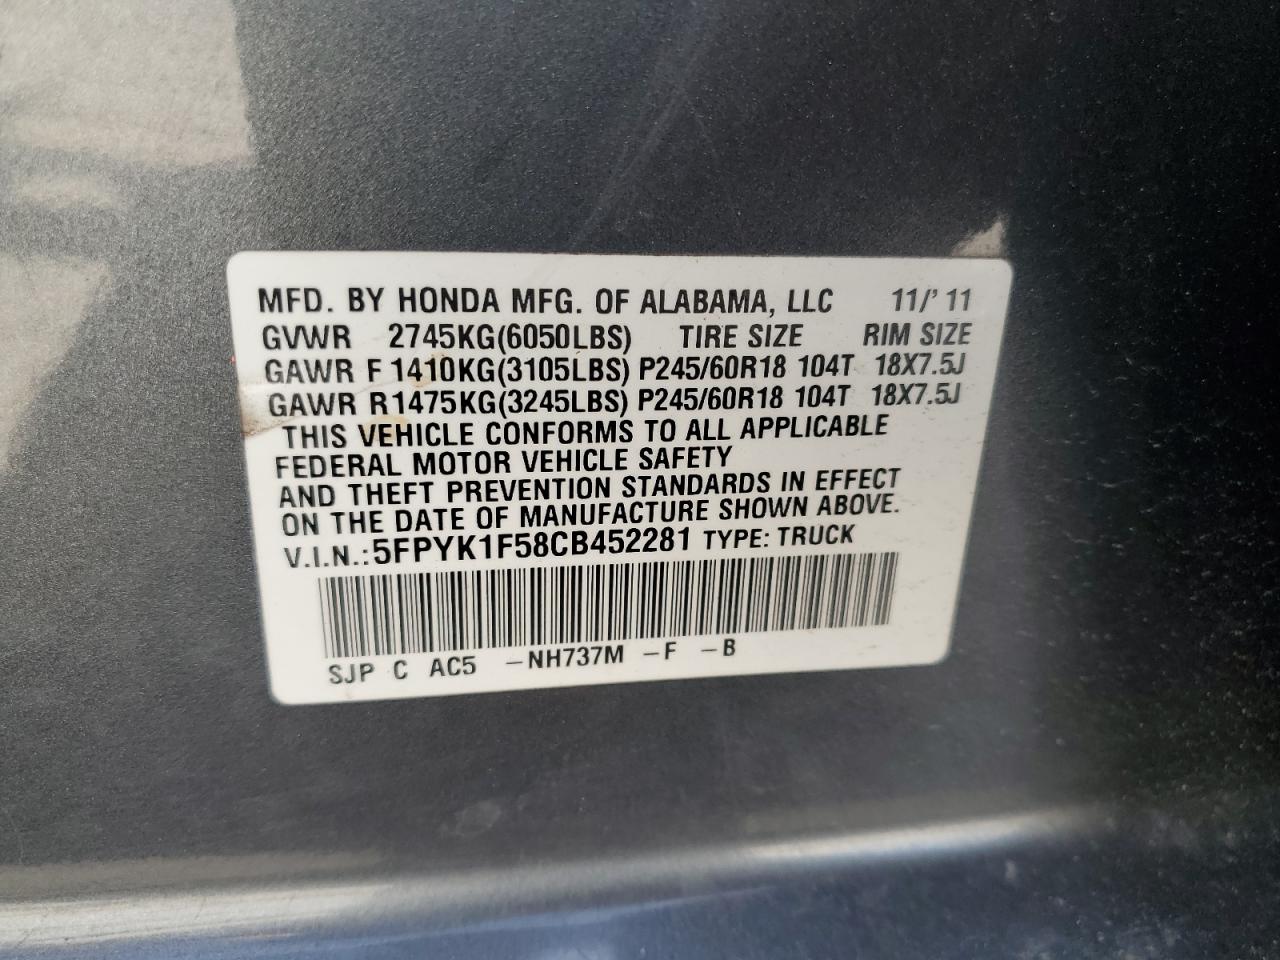 MFD. BY HONDA MFG. OF ALABAMA, LLC 11/' 11
GVWR 2745KG(6050LBS) TIRE SIZE RIM SIZE
GAWR F 1410KG(3105LBS) P245/60R18 104T 18X7.5J
GAWR R1475KG(3245LBS) P245/60R18 104T 18X7.5J
THIS VEHICLE CONFORMS TO ALL APPLICABLE
FEDERAL MOTOR VEHICLE SAFETY
AND THEFT PREVENTION STANDARDS IN EFFECT
ON THE DATE OF MANUFACTURE SHOWN ABOVE.
V.I.N.: 5FPYK1F58CB452281 TYPE: TRUCK
SJP C AC5 -NH737M -F -B